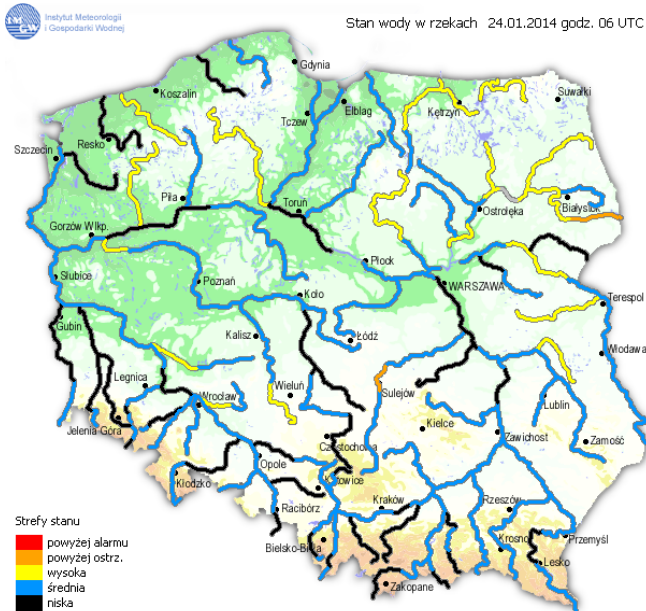 Instytut Meteorologii
i Gospodarki Wodnej
Stan wody w rzekach 24.01.2014 godz. 06 UTC
Gdynia
Koszalin
Suwałki
Elbląg
Kętrzyn
Tczew
Resko
Szczecin
Piła
Toruń
Ostrołęka
Białystok
Gorzów Wlkp.
Płock
Słubice
Poznań
Koło
WARSZAWA
Terespol
Gubin
Kalisz
Łódź
Włodawa
Legnica
Wrocław
Wieluń
Sulejów
Lublin
Jelenia Góra
Kielce
Zawichost
Zamość
Częstochowa
Opole
Kłodzko
Katowice
Racibórz
Kraków
Rzeszów
Strefy stanu
Bielsko-Biała
Krosno
Przemyśl
Lesko
Zakopane
powyżej alarmu
powyżej ostrz.
wysoka
średnia
niska